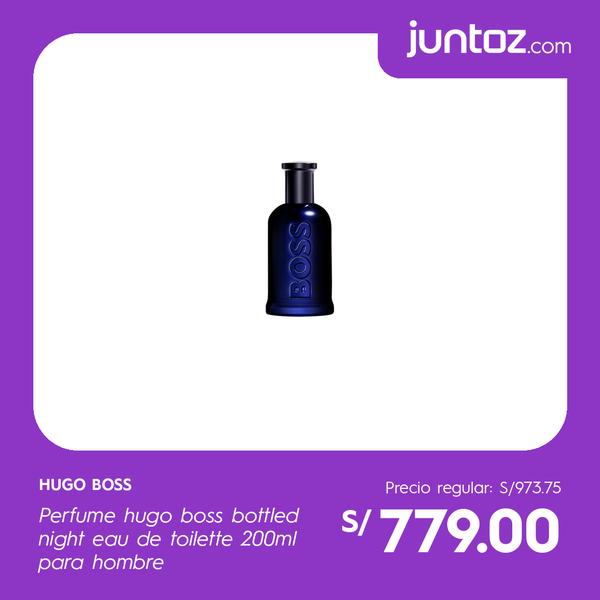 juntoz.com
BOSS
HUGO BOSS
Perfume hugo boss bottled
night eau de toilette 200ml
para hombre
Precio regular: S/973.75
S/779.00